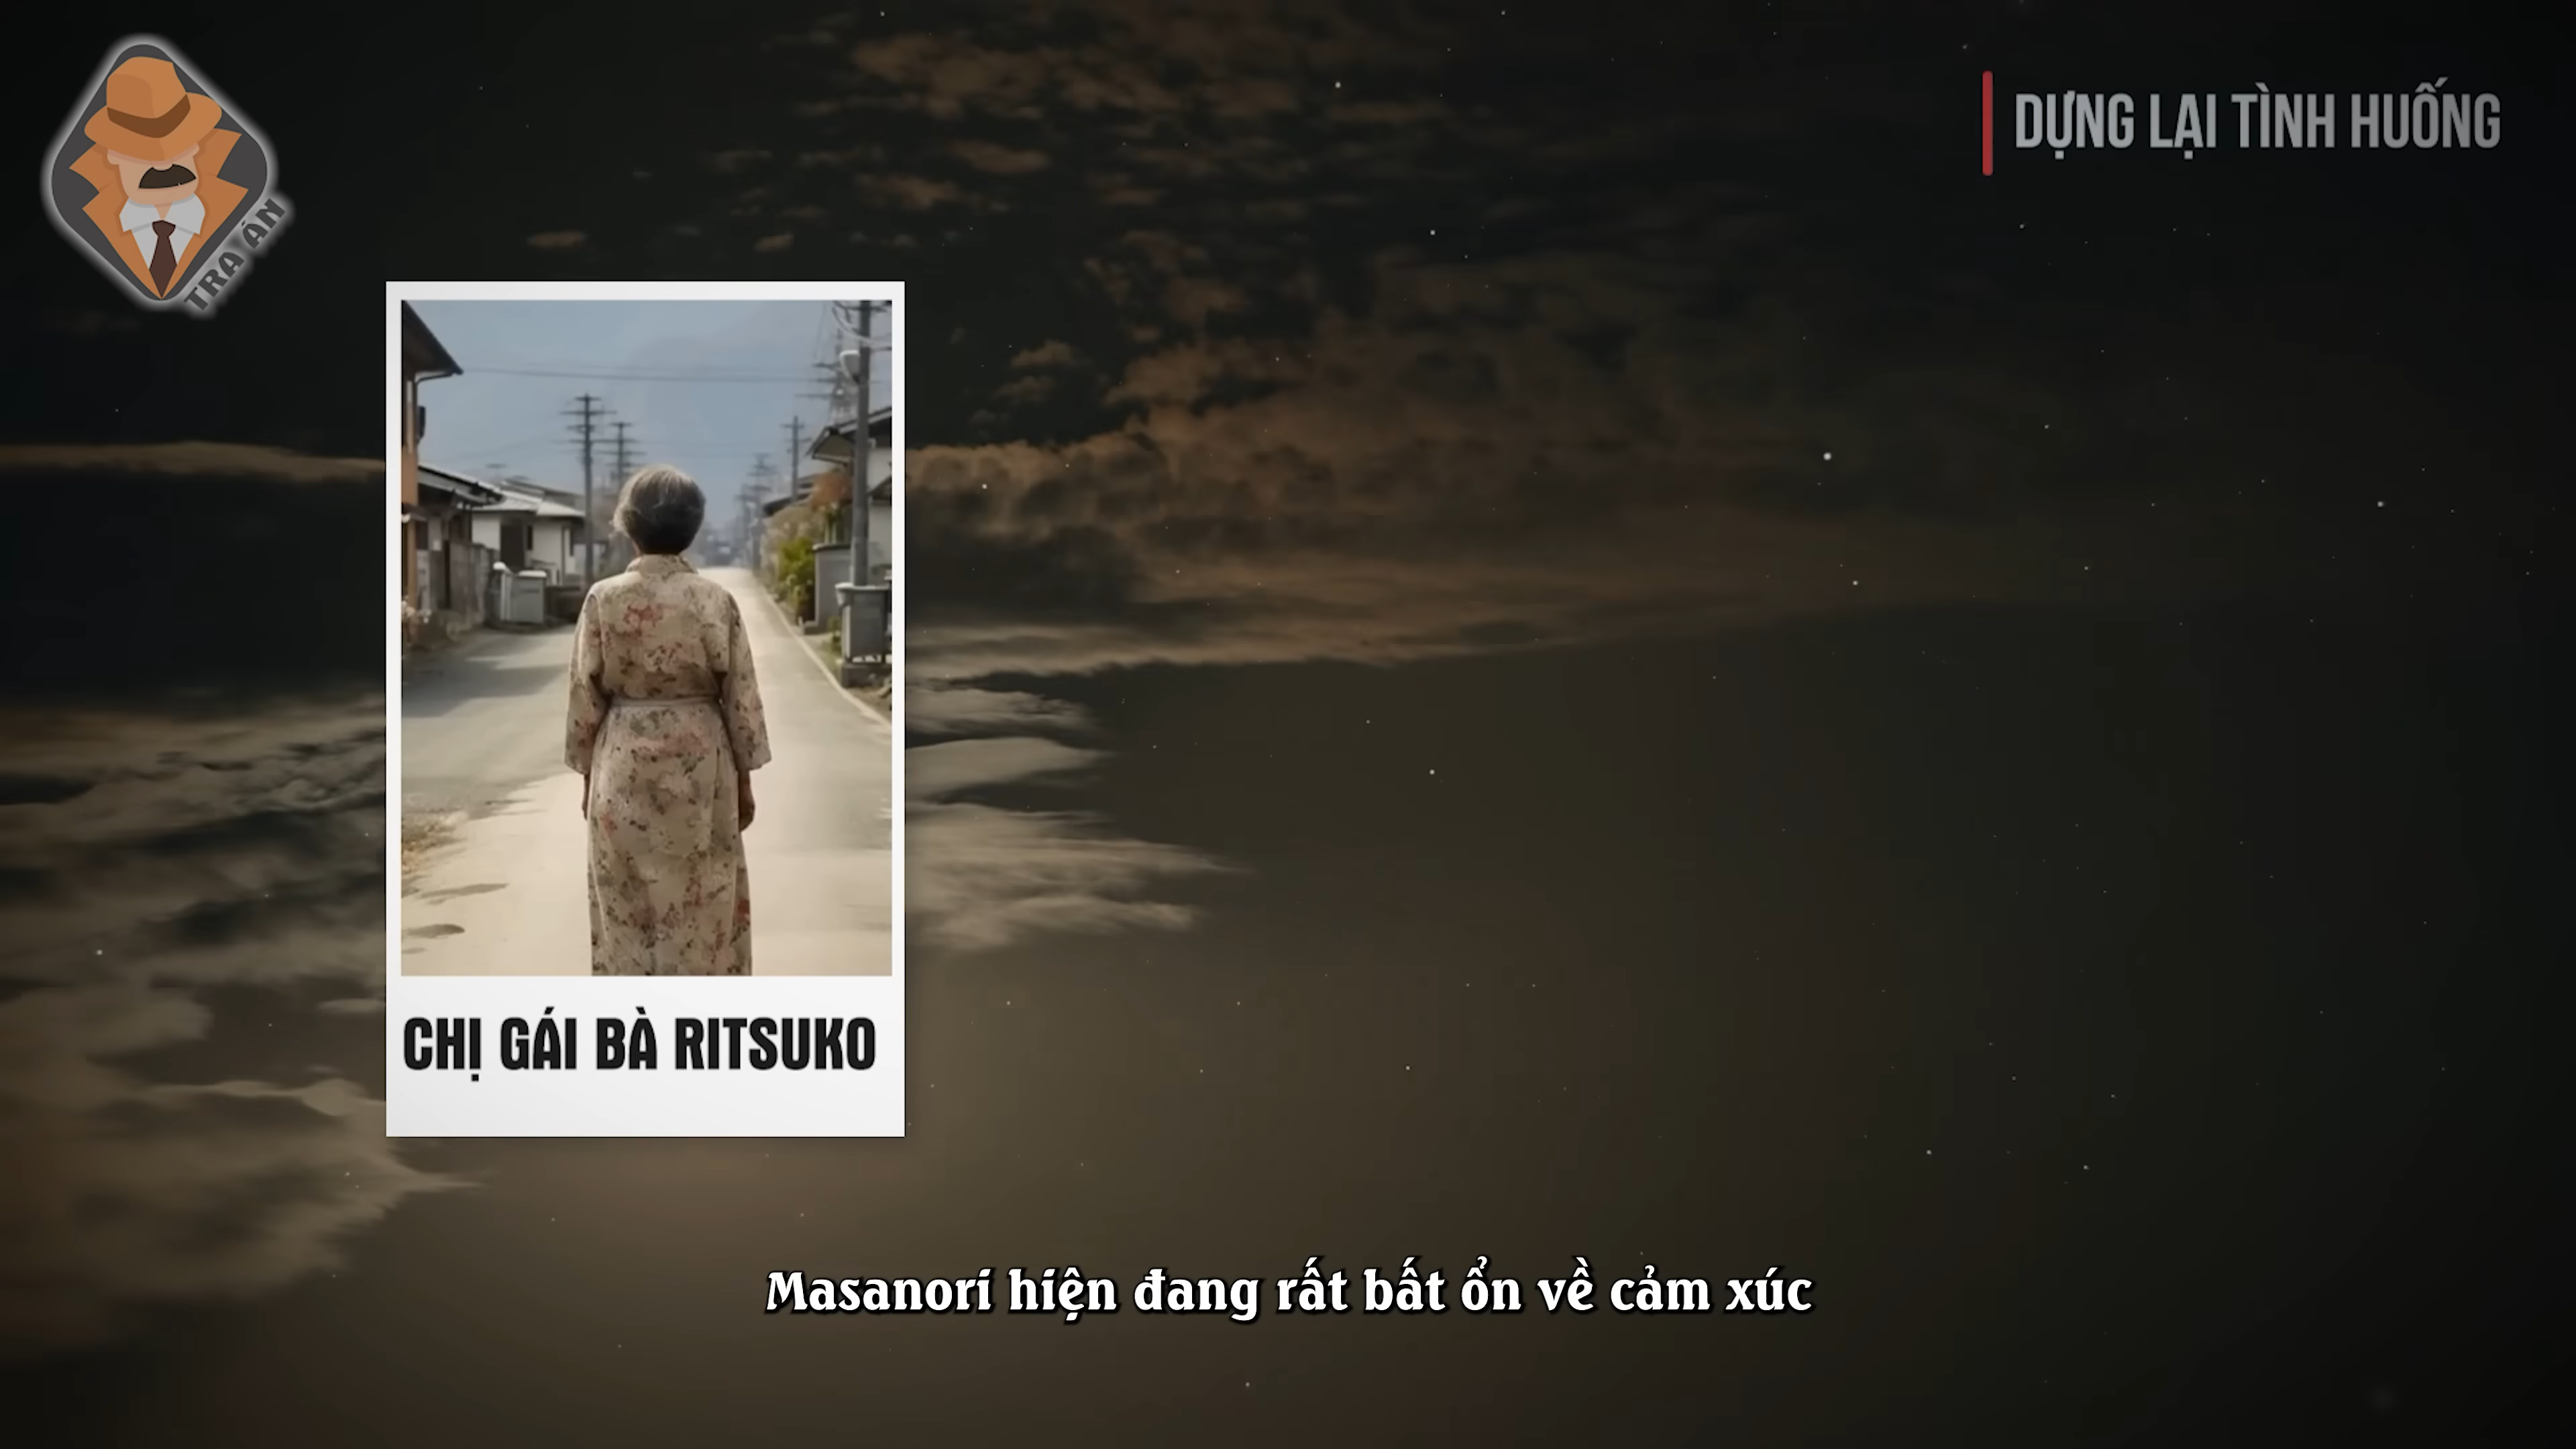 TRA ÁN
DỰNG LẠI TÌNH HUỐNG
CHỊ GÁI BÀ RITSUKO
Masanori hiện đang rất bất ổn về cảm xúc